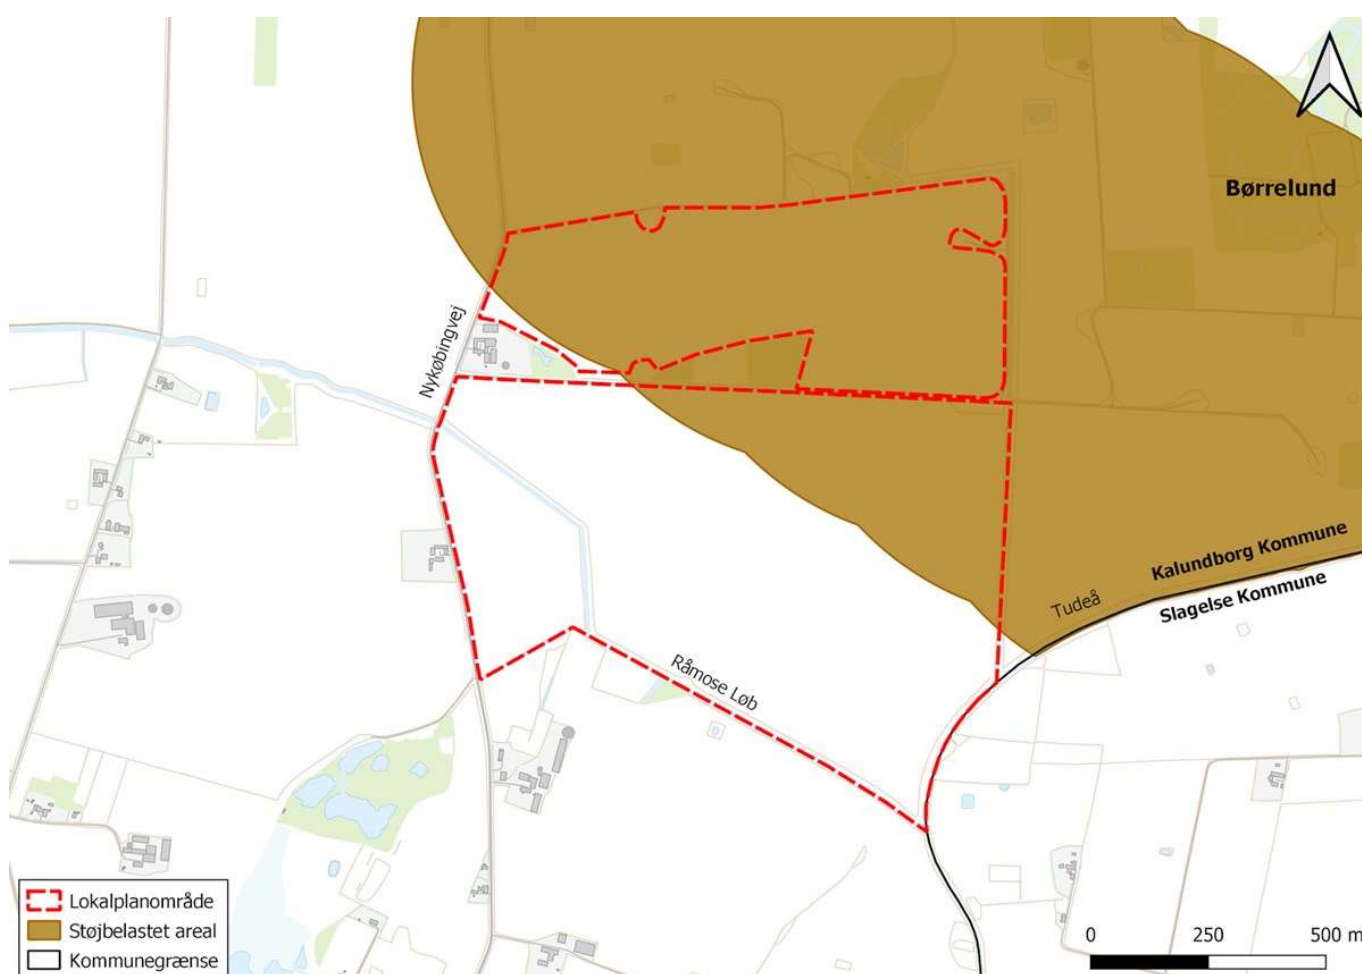 Børrelund
Nykøbingvej
Kalundborg Kommune
Tudeå
Slagelse Kommune
Råmose Løb
Lokalplanområde
Støjbelastet areal
Kommunegrænse
0 250 500 m